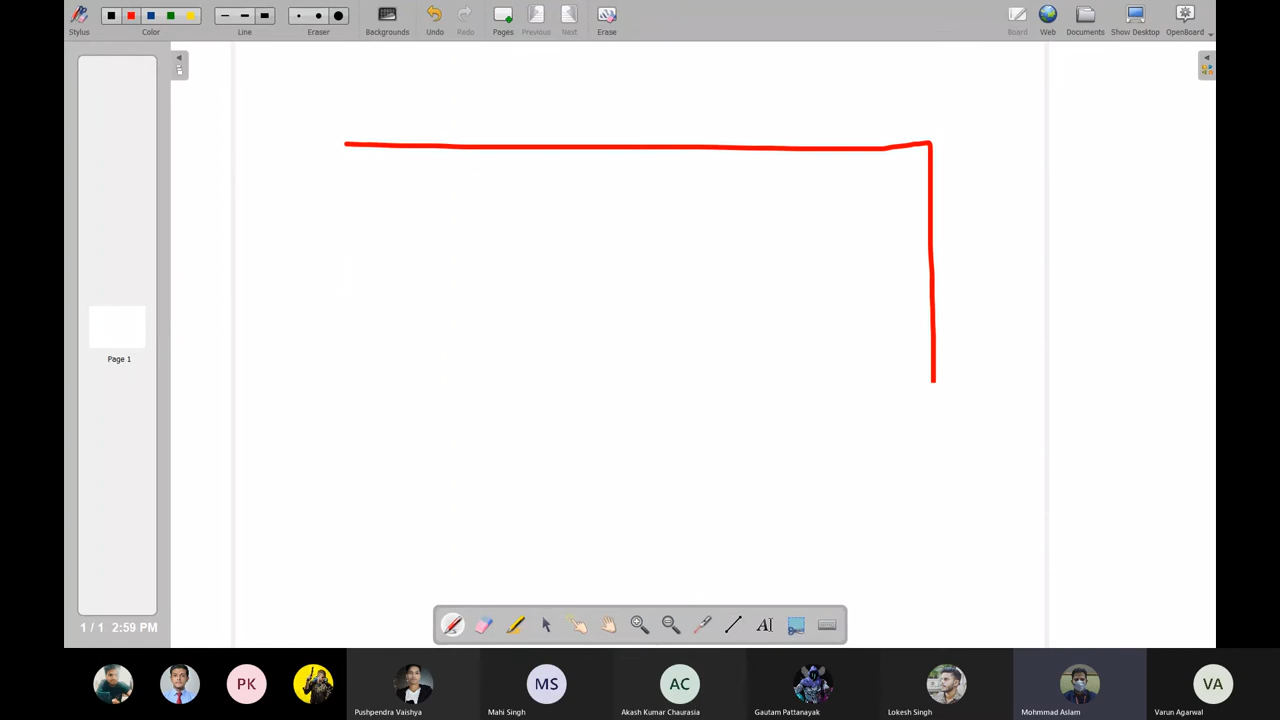 Stylus Color Line Eraser Backgrounds Undo Redo Pages Previous Next Erase Board Web Documents Show Desktop OpenBoard
Page 1
AI
1 / 1 2:59 PM
PK MS AC VA
Pushpendra Vaishya Mahi Singh Akash Kumar Chaurasia Gautam Pattanayak Lokesh Singh Mohmmad Aslam Varun Agarwal